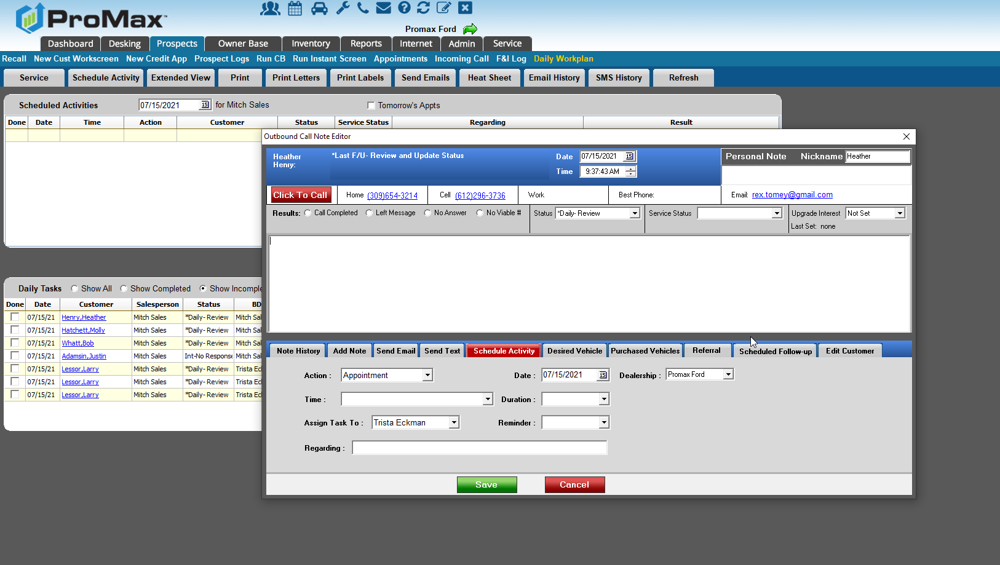 ProMax™
Promax Ford
Dashboard Desking Prospects Owner Base Inventory Reports Internet Admin Service
Recall New Cust Workscreen New Credit App Prospect Logs Run CB Run Instant Screen Appointments Incoming Call F&I Log Daily Workplan
Service Schedule Activity Extended View Print Print Letters Print Labels Send Emails Heat Sheet Email History SMS History Refresh
Scheduled Activities 07/15/2021 15 for Mitch Sales Tomorrow's Appts
Done Date Time Action Customer Status Service Status Regarding Result
Outbound Call Note Editor
Heather Henry: *Last F/U- Review and Update Status Date 07/15/2021 15 Personal Note Nickname Heather
Time 9:37:43 AM
Click To Call Home (309)654-3214 Cell (612)296-3736 Work Best Phone: Email: rex.tomey@gmail.com
Results: Call Completed Left Message No Answer No Viable # Status *Daily- Review Service Status Upgrade Interest Not Set
Last Set: none
Daily Tasks Show All Show Completed Show Incomple
Done Date Customer Salesperson Status BD
07/15/21 Henry,Heather Mitch Sales *Daily- Review Mitch Sal
07/15/21 Hatchett,Molly Mitch Sales *Daily- Review Mitch Sal
07/15/21 Whatt,Bob Mitch Sales *Daily- Review Mitch Sal
07/15/21 Adamsin,Justin Mitch Sales Int-No Response Mitch Sal
07/15/21 Lessor,Larry Mitch Sales *Daily- Review Trista Ec
07/15/21 Lessor,Larry Mitch Sales *Daily- Review Trista Ec
07/15/21 Lessor,Larry Mitch Sales *Daily- Review Trista Ec
Note History Add Note Send Email Send Text Schedule Activity Desired Vehicle Purchased Vehicles Referral Scheduled Follow-up Edit Customer
Action : Appointment Date : 07/15/2021 15 Dealership : Promax Ford
Time : Duration :
Assign Task To : Trista Eckman Reminder :
Regarding :
Save Cancel